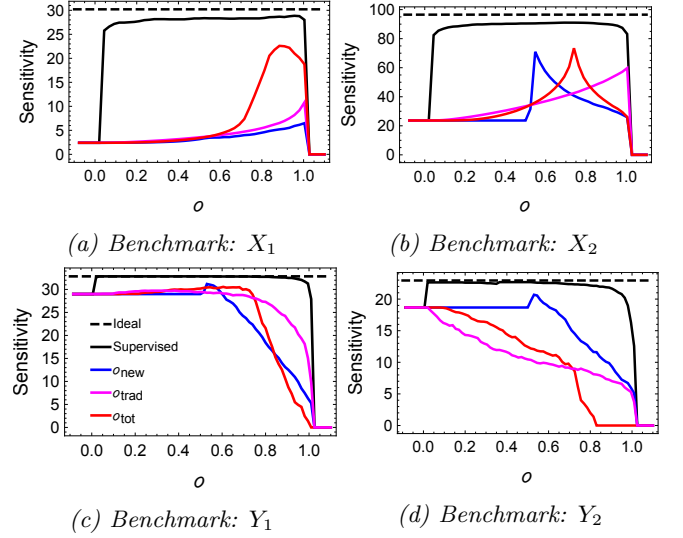 30
25
20
15
10
5
0
Sensitivity
0.0 0.2 0.4 0.6 0.8 1.0
o
(a) Benchmark: X1
100
80
60
40
20
0
Sensitivity
0.0 0.2 0.4 0.6 0.8 1.0
o
(b) Benchmark: X2
30
25
20
15
10
5
0
Sensitivity
Ideal
Supervised
onew
otrad
otot
0.0 0.2 0.4 0.6 0.8 1.0
o
(c) Benchmark: Y1
20
15
10
5
0
Sensitivity
0.0 0.2 0.4 0.6 0.8 1.0
o
(d) Benchmark: Y2